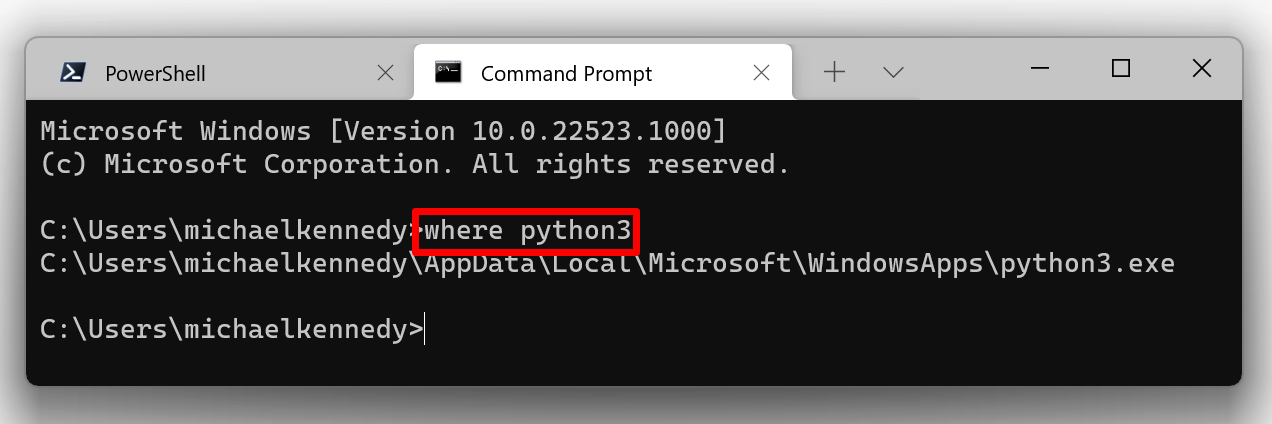 PowerShell
Command Prompt
Microsoft Windows [Version 10.0.22523.1000]
(c) Microsoft Corporation. All rights reserved.
C:\Users\michaelkennedy>where python3
C:\Users\michaelkennedy\AppData\Local\Microsoft\WindowsApps\python3.exe
C:\Users\michaelkennedy>